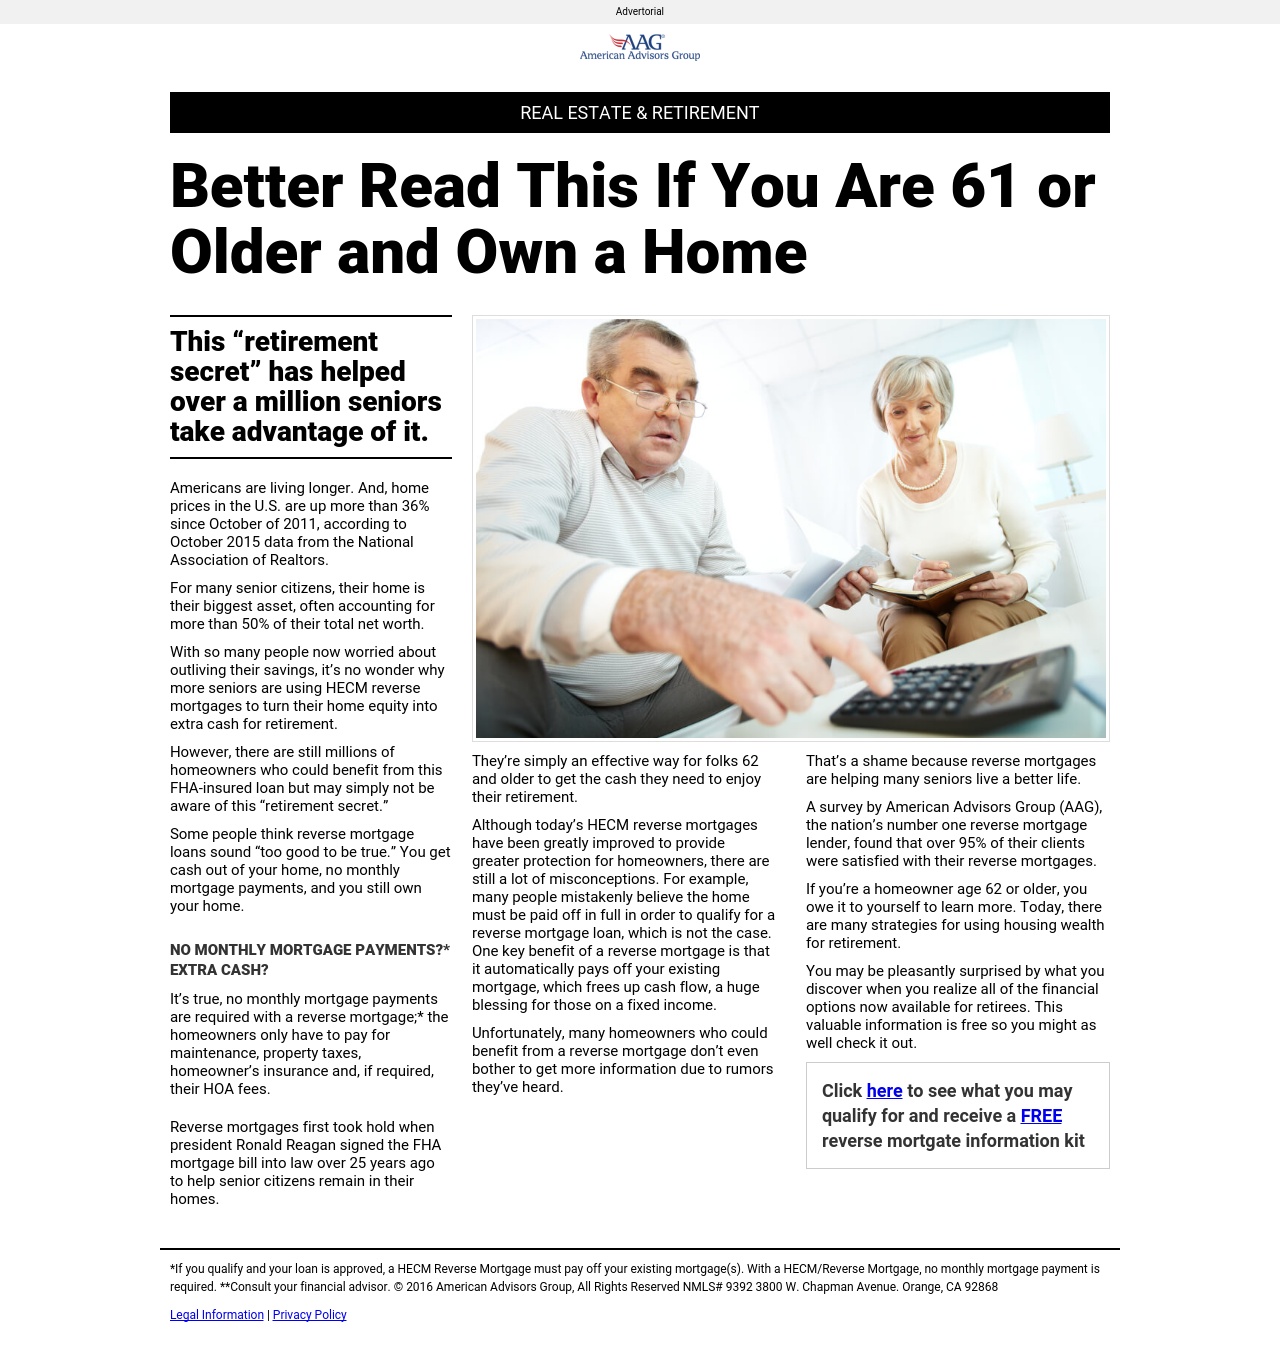 Advertorial
AAG
American Advisors Group
REAL ESTATE & RETIREMENT
Better Read This If You Are 61 or
Older and Own a Home
This “retirement
secret” has helped
over a million seniors
take advantage of it.
Americans are living longer. And, home
prices in the U.S. are up more than 36%
since October of 2011, according to
October 2015 data from the National
Association of Realtors.
For many senior citizens, their home is
their biggest asset, often accounting for
more than 50% of their total net worth.
With so many people now worried about
outliving their savings, it’s no wonder why
more seniors are using HECM reverse
mortgages to turn their home equity into
extra cash for retirement.
However, there are still millions of
homeowners who could benefit from this
FHA-insured loan but may simply not be
aware of this “retirement secret.”
Some people think reverse mortgage
loans sound “too good to be true.” You get
cash out of your home, no monthly
mortgage payments, and you still own
your home.
NO MONTHLY MORTGAGE PAYMENTS?*
EXTRA CASH?
It’s true, no monthly mortgage payments
are required with a reverse mortgage;* the
homeowners only have to pay for
maintenance, property taxes,
homeowner’s insurance and, if required,
their HOA fees.
Reverse mortgages first took hold when
president Ronald Reagan signed the FHA
mortgage bill into law over 25 years ago
to help senior citizens remain in their
homes.
They’re simply an effective way for folks 62
and older to get the cash they need to enjoy
their retirement.
Although today’s HECM reverse mortgages
have been greatly improved to provide
greater protection for homeowners, there are
still a lot of misconceptions. For example,
many people mistakenly believe the home
must be paid off in full in order to qualify for a
reverse mortgage loan, which is not the case.
One key benefit of a reverse mortgage is that
it automatically pays off your existing
mortgage, which frees up cash flow, a huge
blessing for those on a fixed income.
Unfortunately, many homeowners who could
benefit from a reverse mortgage don’t even
bother to get more information due to rumors
they’ve heard.
That’s a shame because reverse mortgages
are helping many seniors live a better life.
A survey by American Advisors Group (AAG),
the nation’s number one reverse mortgage
lender, found that over 95% of their clients
were satisfied with their reverse mortgages.
If you’re a homeowner age 62 or older, you
owe it to yourself to learn more. Today, there
are many strategies for using housing wealth
for retirement.
You may be pleasantly surprised by what you
discover when you realize all of the financial
options now available for retirees. This
valuable information is free so you might as
well check it out.
Click here to see what you may
qualify for and receive a FREE
reverse mortgate information kit
*If you qualify and your loan is approved, a HECM Reverse Mortgage must pay off your existing mortgage(s). With a HECM/Reverse Mortgage, no monthly mortgage payment is
required. **Consult your financial advisor. © 2016 American Advisors Group, All Rights Reserved NMLS# 9392 3800 W. Chapman Avenue. Orange, CA 92868
Legal Information | Privacy Policy